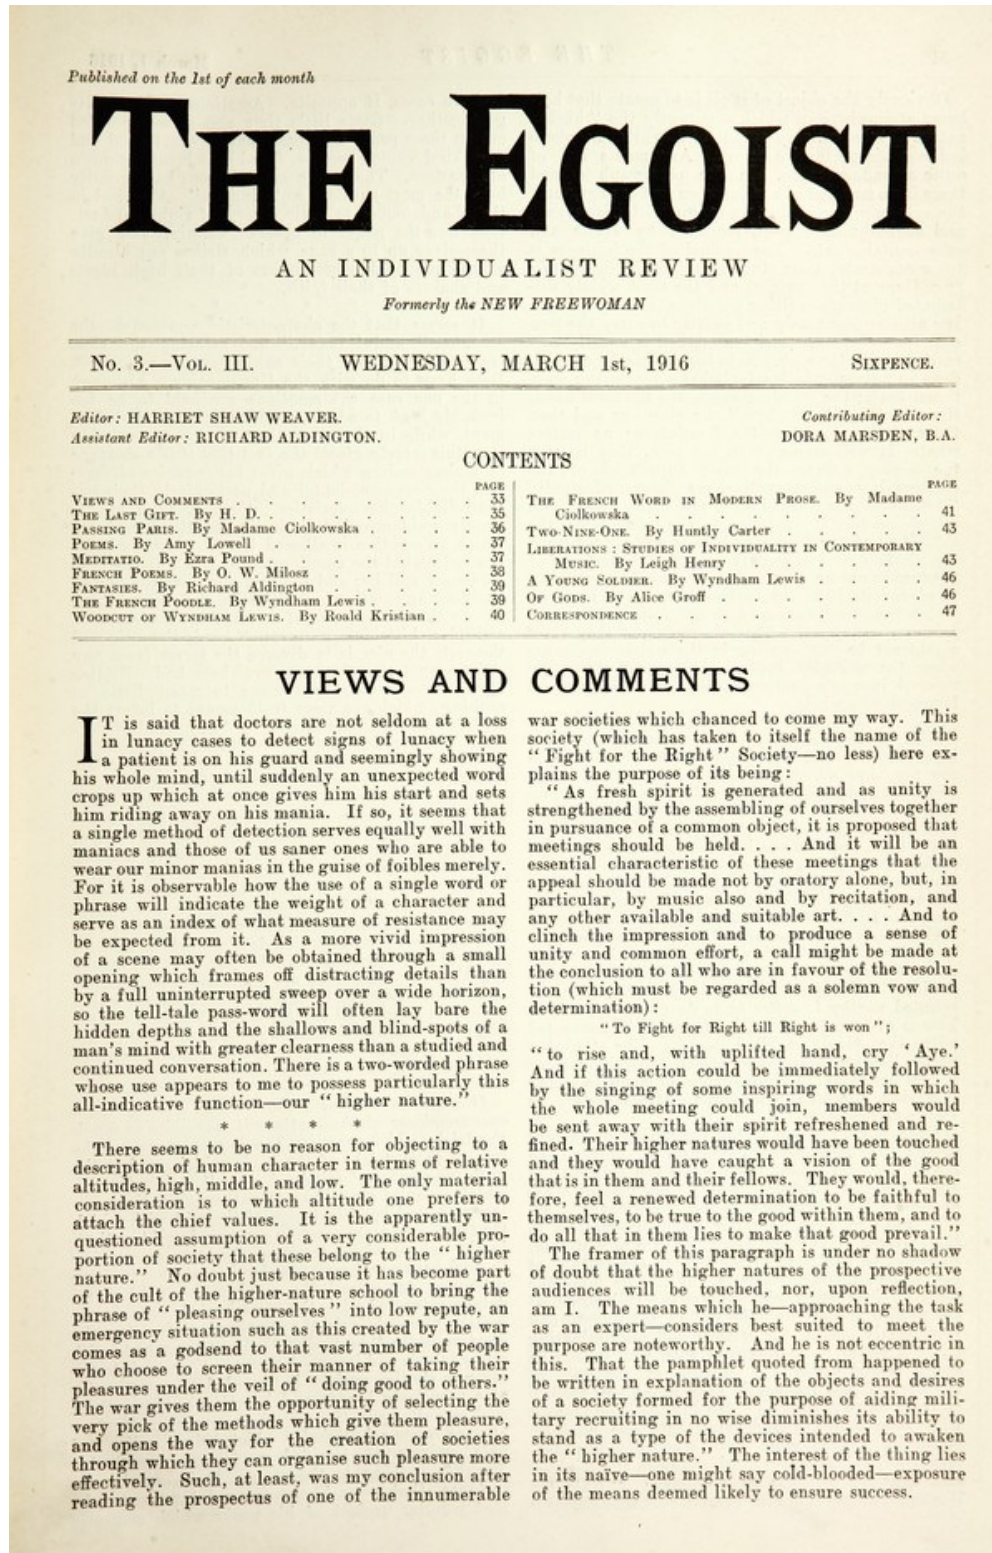 Published on the 1st of each month
THE EGOIST
AN INDIVIDUALIST REVIEW
Formerly the NEW FREEWOMAN
No. 3.—VOL. III.
WEDNESDAY, MARCH 1st, 1916
SIXPENCE.
Editor: HARRIET SHAW WEAVER.
Assistant Editor: RICHARD ALDINGTON.
Contributing Editor:
DORA MARSDEN, B.A.
CONTENTS
PAGE
VIEWS AND COMMENTS . . . . . . . 33
THE LAST GIFT. By H. D. . . . . . . 35
PASSING PARIS. By Madame Ciolkowska . . . . 36
POEMS. By Amy Lowell . . . . . . 37
MEDITATIO. By Ezra Pound . . . . . . 37
FRENCH POEMS. By O. W. Milosz . . . . . 38
FANTASIES. By Richard Aldington . . . . . 39
THE FRENCH POODLE. By Wyndham Lewis . . . . 39
WOODCUT OF WYNDHAM LEWIS. By Roald Kristian . . 40
PAGE
THE FRENCH WORD IN MODERN PROSE. By Madame
Ciolkowska . . . . . . . . . 41
TWO-NINE-ONE. By Huntly Carter . . . . . 43
LIBERATIONS: STUDIES OF INDIVIDUALITY IN CONTEMPORARY
MUSIC. By Leigh Henry . . . . . 43
A YOUNG SOLDIER. By Wyndham Lewis . . . . 46
OF GODS. By Alice Groff . . . . . . . 46
CORRESPONDENCE . . . . . . . . 47
VIEWS AND COMMENTS
IT is said that doctors are not seldom at a loss
in lunacy cases to detect signs of lunacy when
a patient is on his guard and seemingly showing
his whole mind, until suddenly an unexpected word
crops up which at once gives him his start and sets
him riding away on his mania. If so, it seems that
a single method of detection serves equally well with
maniacs and those of us saner ones who are able to
wear our minor manias in the guise of foibles merely.
For it is observable how the use of a single word or
phrase will indicate the weight of a character and
serve as an index of what measure of resistance may
be expected from it. As a more vivid impression
of a scene may often be obtained through a small
opening which frames off distracting details than
by a full uninterrupted sweep over a wide horizon,
so the tell-tale pass-word will often lay bare the
hidden depths and the shallows and blind-spots of a
man's mind with greater clearness than a studied and
continued conversation. There is a two-worded phrase
whose use appears to me to possess particularly this
all-indicative function—our “ higher nature.”
* * * *
There seems to be no reason for objecting to a
description of human character in terms of relative
altitudes, high, middle, and low. The only material
consideration is to which altitude one prefers to
attach the chief values. It is the apparently un-
questioned assumption of a very considerable pro-
portion of society that these belong to the “ higher
nature.” No doubt just because it has become part
of the cult of the higher-nature school to bring the
phrase of “ pleasing ourselves ” into low repute, an
emergency situation such as this created by the war
comes as a godsend to that vast number of people
who choose to screen their manner of taking their
pleasures under the veil of “ doing good to others.”
The war gives them the opportunity of selecting the
very pick of the methods which give them pleasure,
and opens the way for the creation of societies
through which they can organise such pleasure more
effectively. Such, at least, was my conclusion after
reading the prospectus of one of the innumerable
war societies which chanced to come my way. This
society (which has taken to itself the name of the
“ Fight for the Right ” Society—no less) here ex-
plains the purpose of its being:
“ As fresh spirit is generated and as unity is
strengthened by the assembling of ourselves together
in pursuance of a common object, it is proposed that
meetings should be held. . . . And it will be an
essential characteristic of these meetings that the
appeal should be made not by oratory alone, but, in
particular, by music also and by recitation, and
any other available and suitable art. . . . And to
clinch the impression and to produce a sense of
unity and common effort, a call might be made at
the conclusion to all who are in favour of the resolu-
tion (which must be regarded as a solemn vow and
determination):
“ To Fight for Right till Right is won ”;
“ to rise and, with uplifted hand, cry ‘ Aye.’
And if this action could be immediately followed
by the singing of some inspiring words in which
the whole meeting could join, members would
be sent away with their spirit refreshened and re-
fined. Their higher natures would have been touched
and they would have caught a vision of the good
that is in them and their fellows. They would, there-
fore, feel a renewed determination to be faithful to
themselves, to be true to the good within them, and to
do all that in them lies to make that good prevail.”
The framer of this paragraph is under no shadow
of doubt that the higher natures of the prospective
audiences will be touched, nor, upon reflection,
am I. The means which he—approaching the task
as an expert—considers best suited to meet the
purpose are noteworthy. And he is not eccentric in
this. That the pamphlet quoted from happened to
be written in explanation of the objects and desires
of a society formed for the purpose of aiding mili-
tary recruiting in no wise diminishes its ability to
stand as a type of the devices intended to awaken
the “ higher nature.” The interest of the thing lies
in its naïve—one might say cold-blooded—exposure
of the means deemed likely to ensure success.